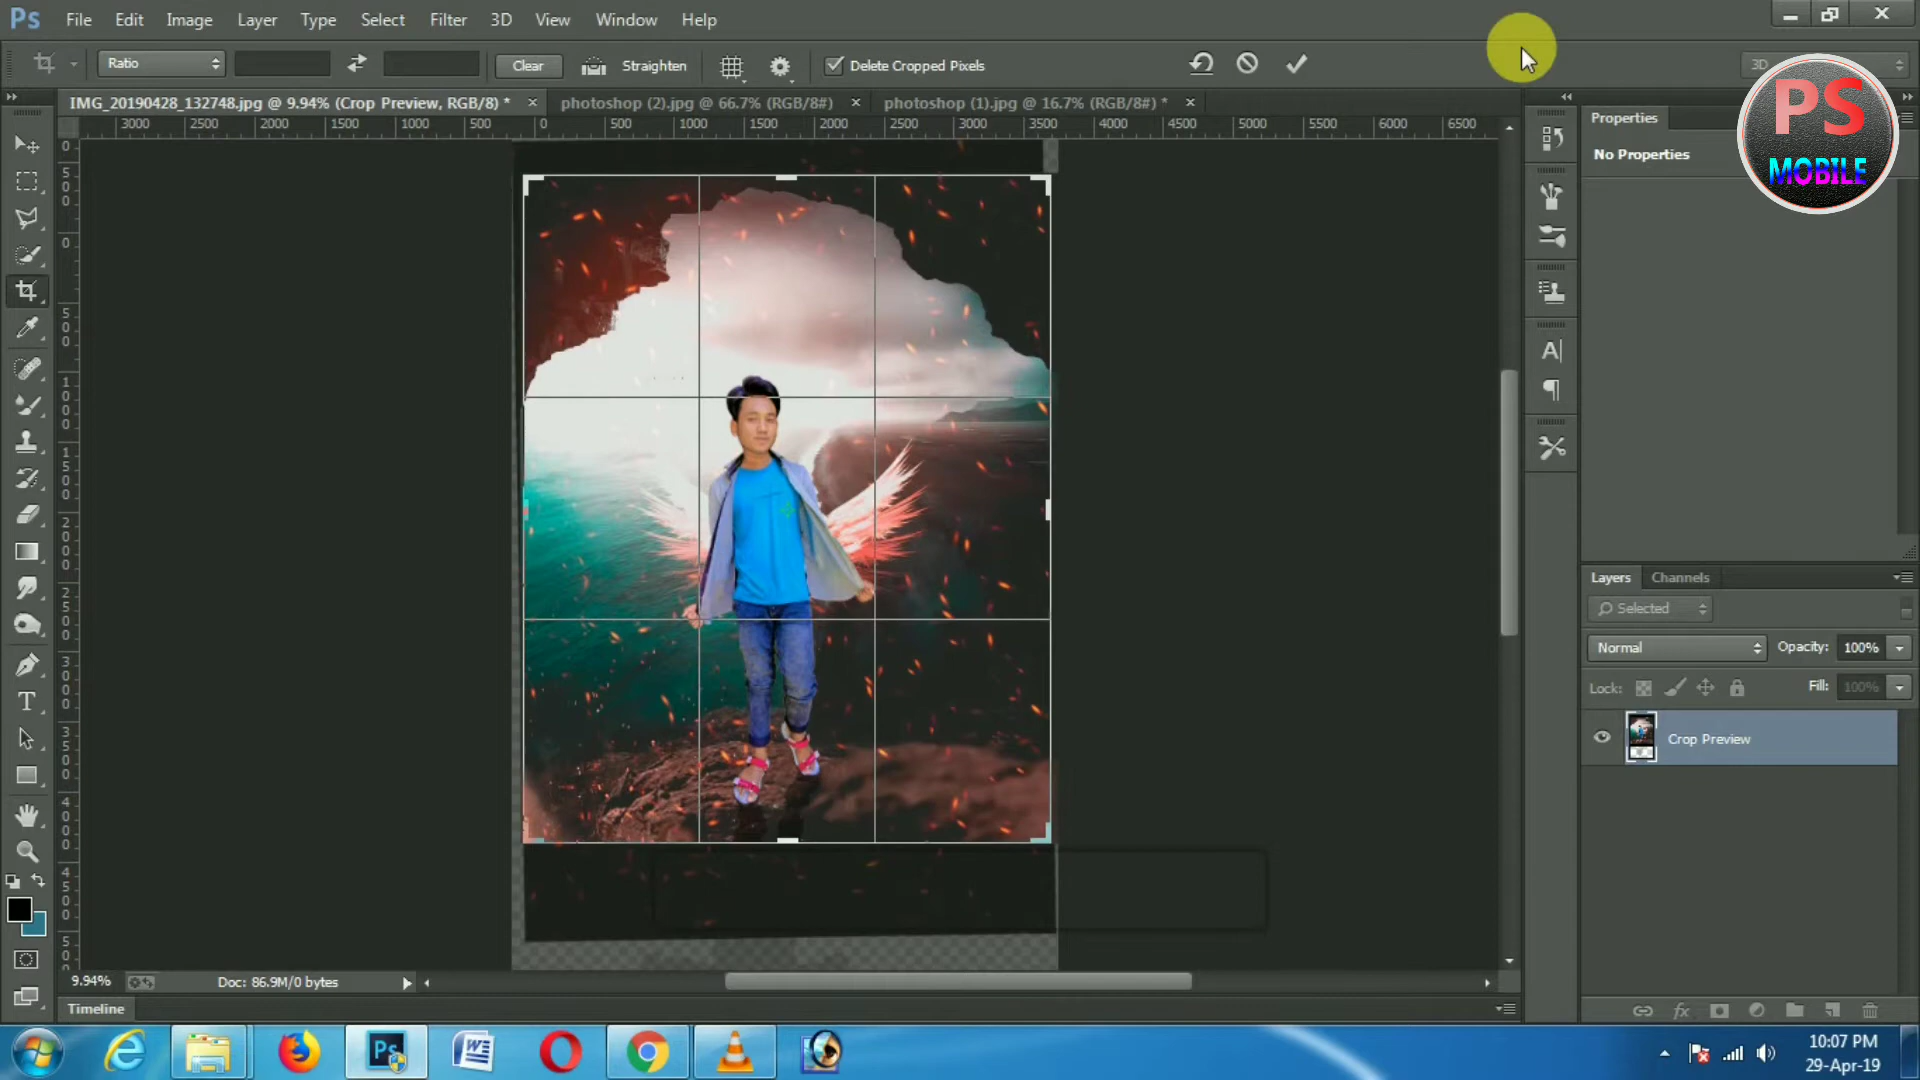 Ps File Edit Image Layer Type Select Filter 3D View Window Help
Ratio Clear Straighten Delete Cropped Pixels 3D
PS
MOBILE
IMG_20190428_132748.jpg @ 9.94% (Crop Preview, RGB/8) * photoshop (2).jpg @ 66.7% (RGB/8#) photoshop (1).jpg @ 16.7% (RGB/8#) *
3000 2500 2000 1500 1000 500 0 500 1000 1500 2000 2500 3000 3500 4000 4500 5000 5500 6000 6500
Properties
No Properties
Layers Channels
Selected
Normal Opacity: 100%
Lock: Fill: 100%
Crop Preview
9.94% Doc: 86.9M/0 bytes
Timeline
10:07 PM
29-Apr-19